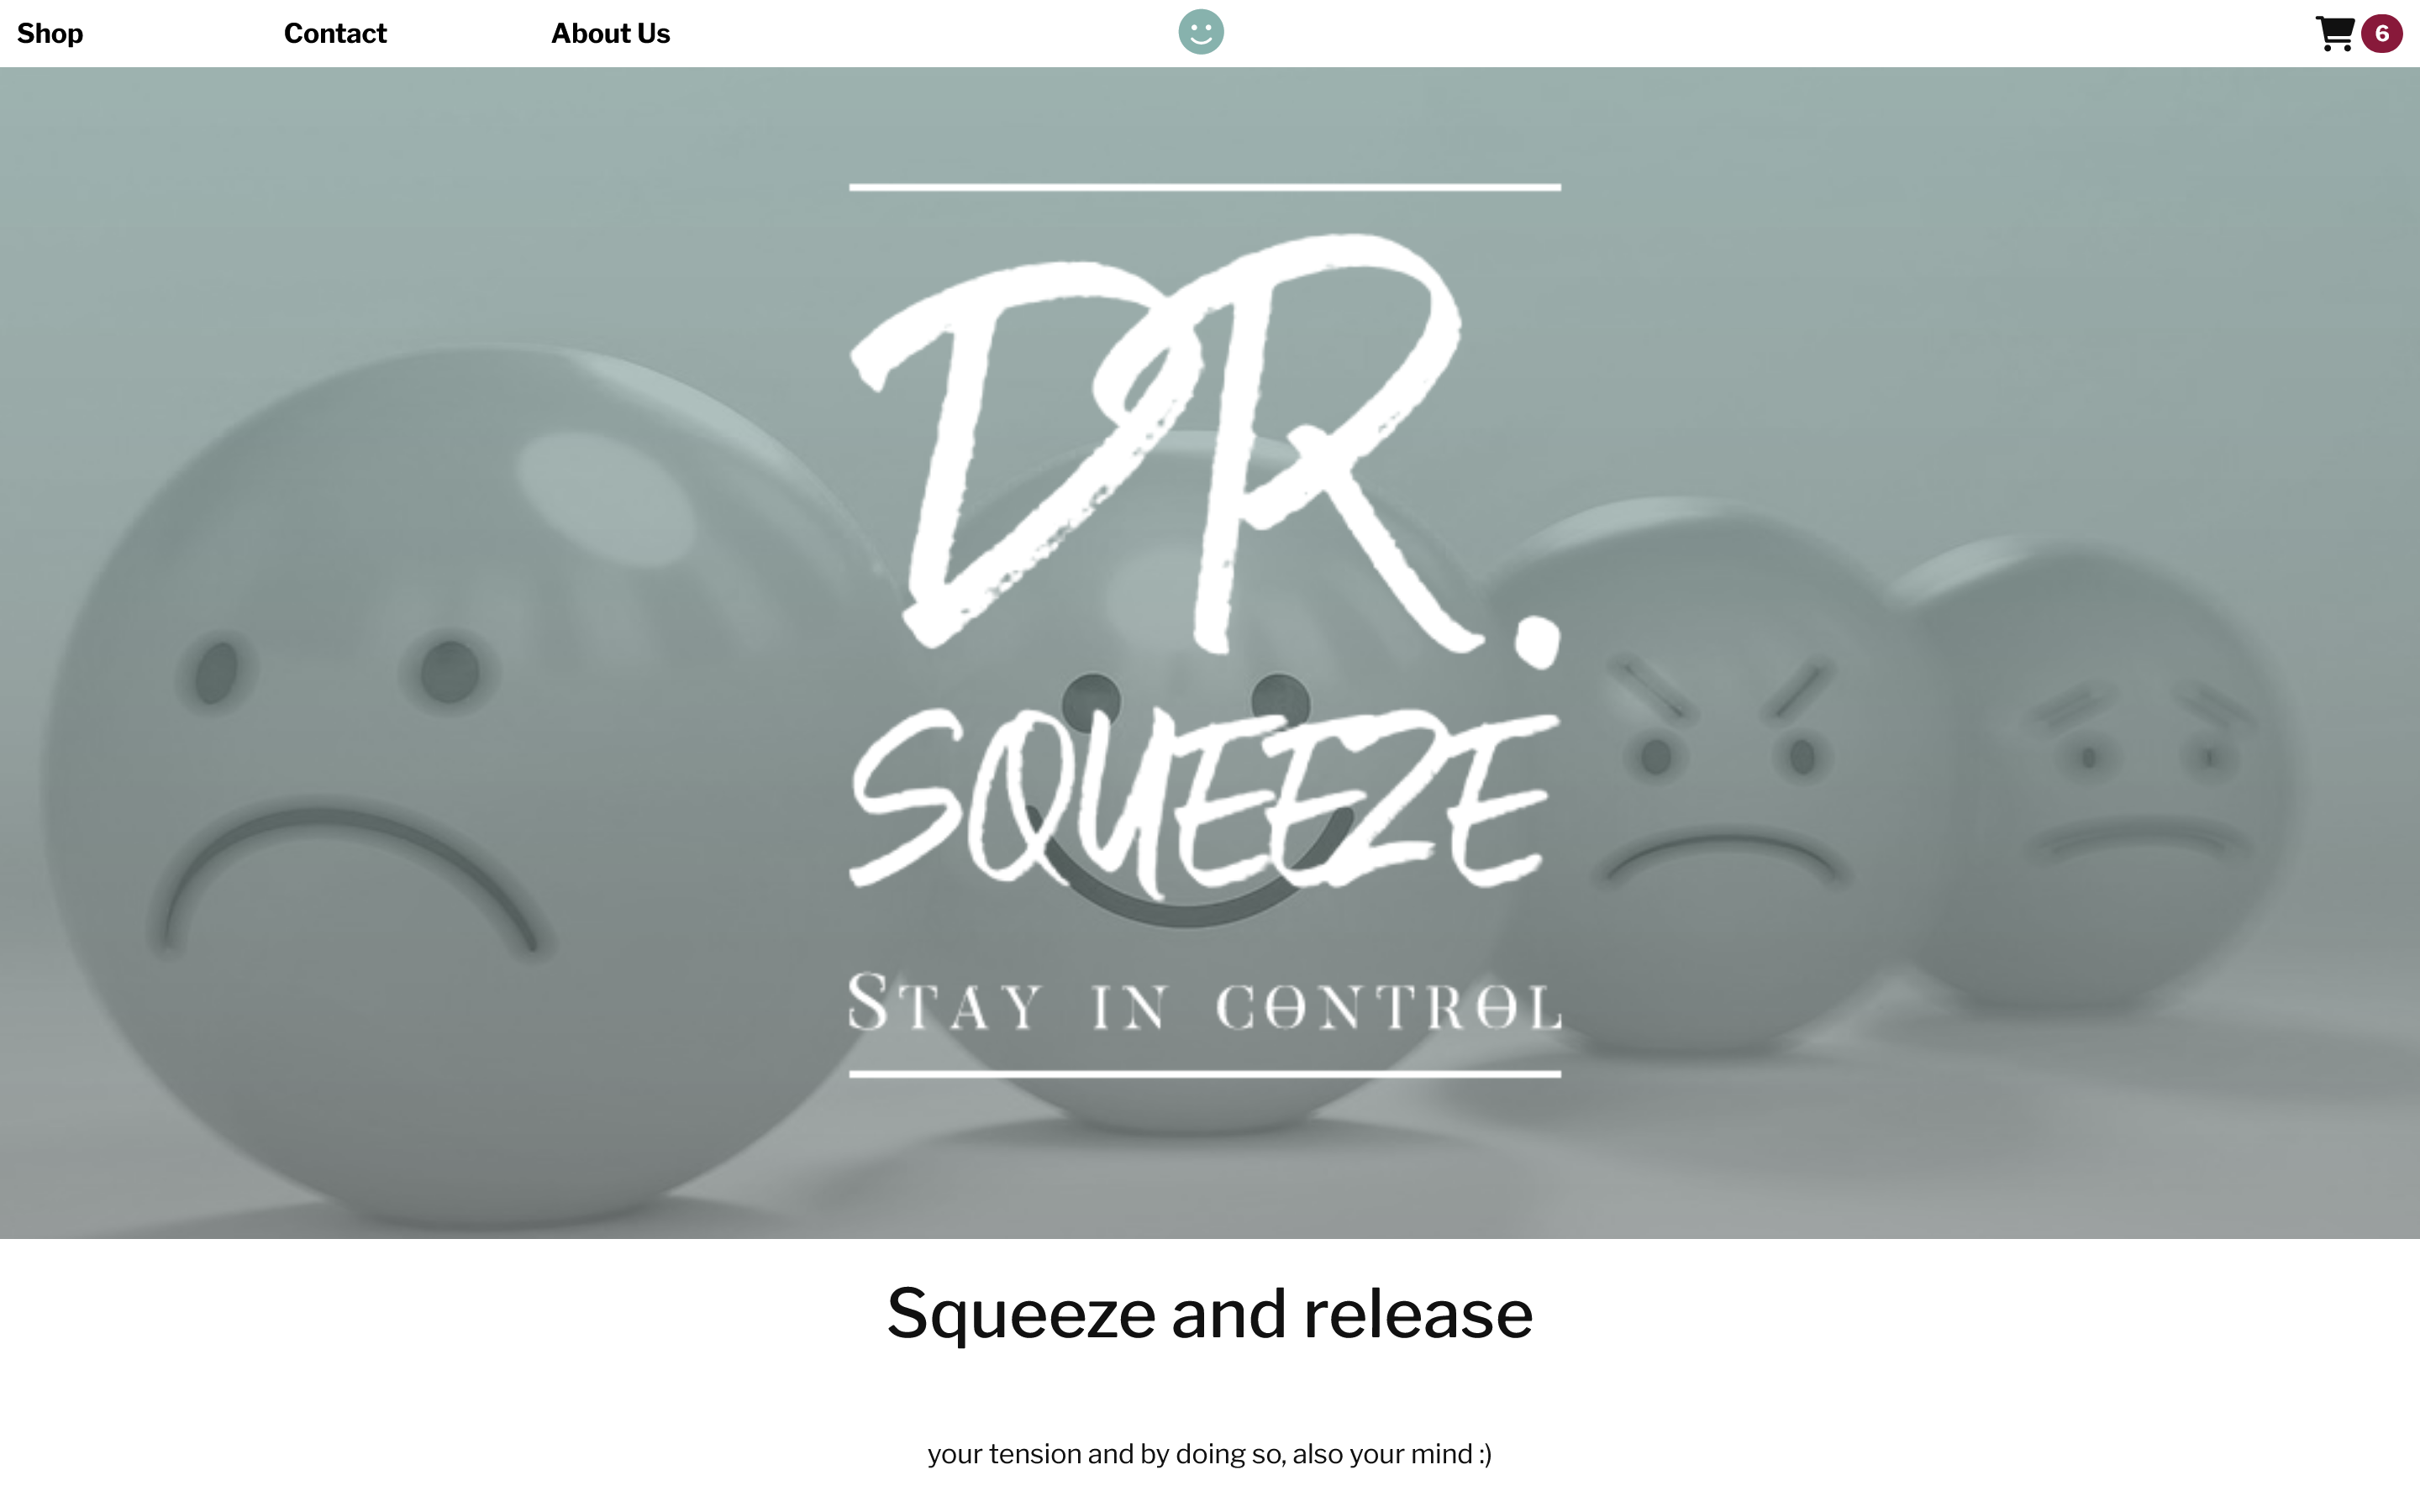 Shop
Contact
About Us
6
DR.
SQUEEZE
STAY IN CONTROL
Squeeze and release
your tension and by doing so, also your mind :)